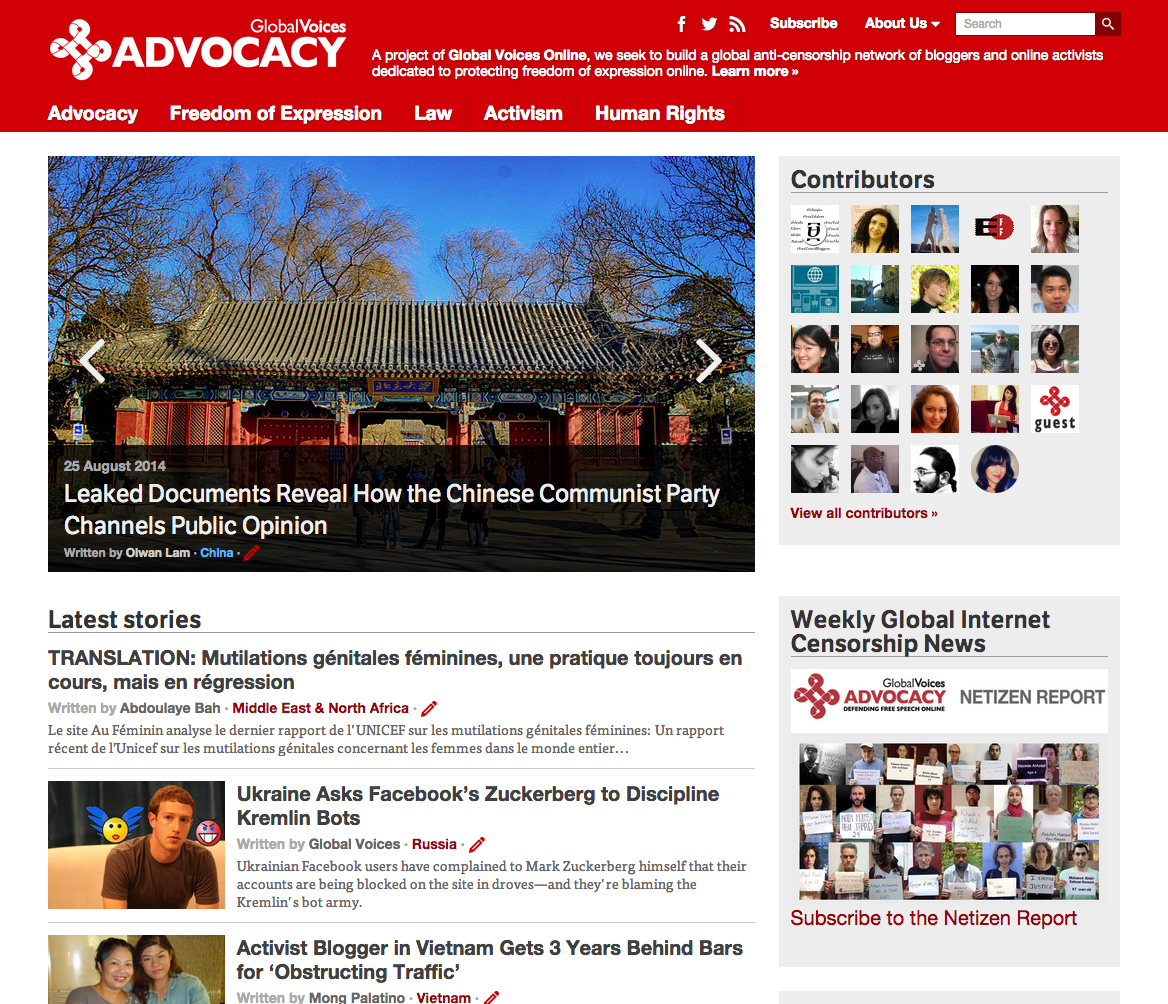 GlobalVoices
ADVOCACY
Subscribe
About Us
Search
A project of Global Voices Online, we seek to build a global anti-censorship network of bloggers and online activists
dedicated to protecting freedom of expression online. Learn more »
Advocacy
Freedom of Expression
Law
Activism
Human Rights
北京大学
25 August 2014
Leaked Documents Reveal How the Chinese Communist Party
Channels Public Opinion
Written by Oiwan Lam · China ·
Contributors
guest
View all contributors »
Latest stories
TRANSLATION: Mutilations génitales féminines, une pratique toujours en
cours, mais en régression
Written by Abdoulaye Bah · Middle East & North Africa ·
Le site Au Féminin analyse le dernier rapport de l'UNICEF sur les mutilations génitales féminines: Un rapport
récent de l'Unicef sur les mutilations génitales concernant les femmes dans le monde entier…
Ukraine Asks Facebook’s Zuckerberg to Discipline
Kremlin Bots
Written by Global Voices · Russia ·
Ukrainian Facebook users have complained to Mark Zuckerberg himself that their
accounts are being blocked on the site in droves—and they're blaming the
Kremlin's bot army.
Activist Blogger in Vietnam Gets 3 Years Behind Bars
for ‘Obstructing Traffic’
Written by Mong Palatino · Vietnam ·
Weekly Global Internet
Censorship News
GlobalVoices
ADVOCACY
DEFENDING FREE SPEECH ONLINE
NETIZEN REPORT
Subscribe to the Netizen Report